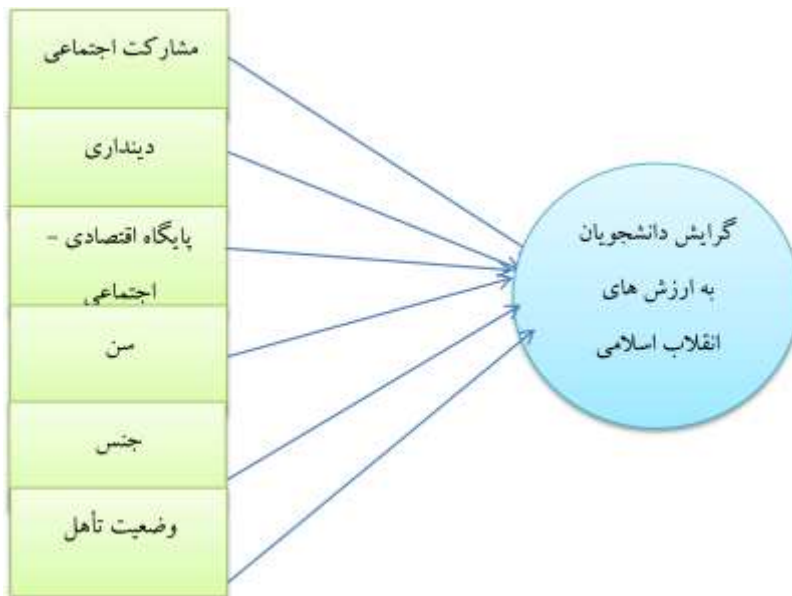 مشارکت اجتماعی
دینداری
پایگاه اقتصادی –
اجتماعی
سن
جنس
وضعیت تأهل
گرایش دانشجویان
به ارزش های
انقلاب اسلامی